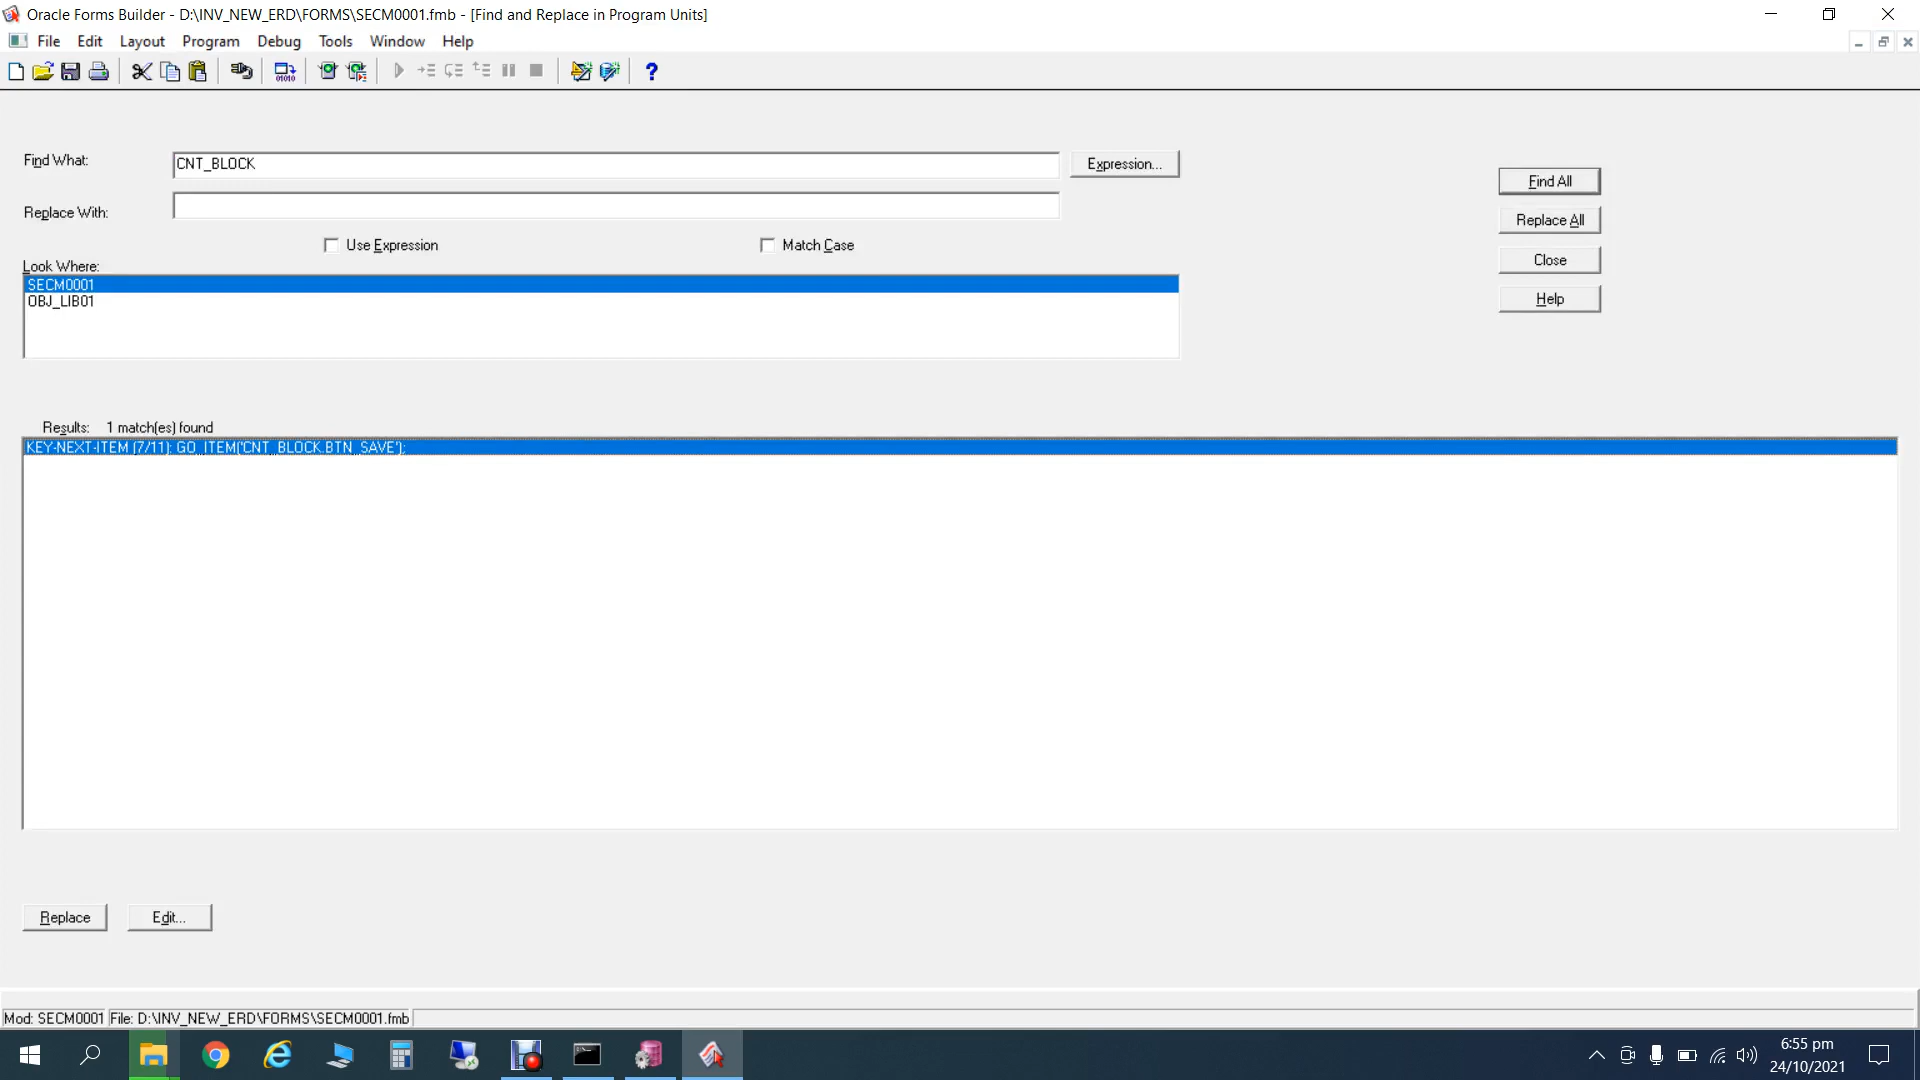 Oracle Forms Builder - D:\INV_NEW_ERD\FORMS\SECM0001.fmb - [Find and Replace in Program Units]
File Edit Layout Program Debug Tools Window Help
Find What: CNT_BLOCK Expression...
Find All
Replace With:
Replace All
Use Expression Match Case
Close
Look Where:
SECM0001
OBJ_LIB01
Help
Results: 1 match(es) found
KEY-NEXT-ITEM (7/11): GO_ITEM('CNT_BLOCK.BTN_SAVE');
Replace Edit...
Mod: SECM0001 File: D:\INV_NEW_ERD\FORMS\SECM0001.fmb
6:55 pm
24/10/2021